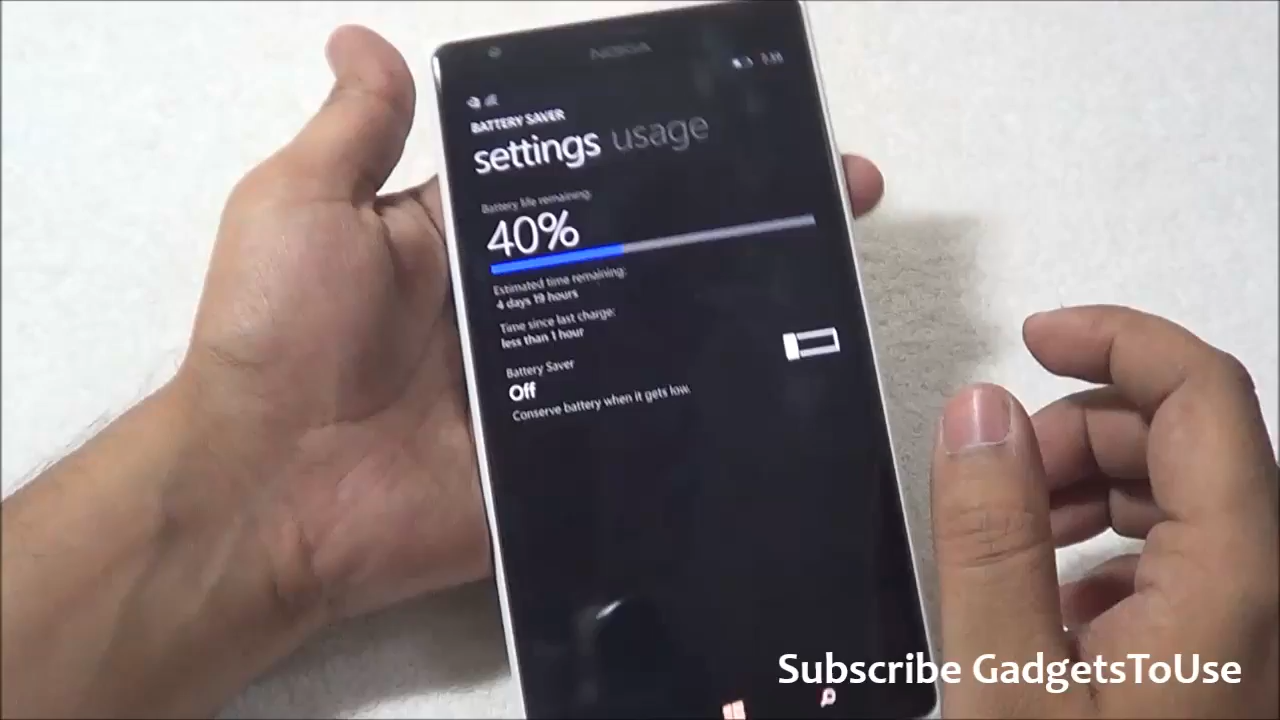 NOKIA
BATTERY SAVER
settings usage
Battery life remaining:
40%
Estimated time remaining:
4 days 19 hours
Time since last charge:
less than 1 hour
Battery Saver
Off
Conserve battery when it gets low.
Subscribe GadgetsToUse